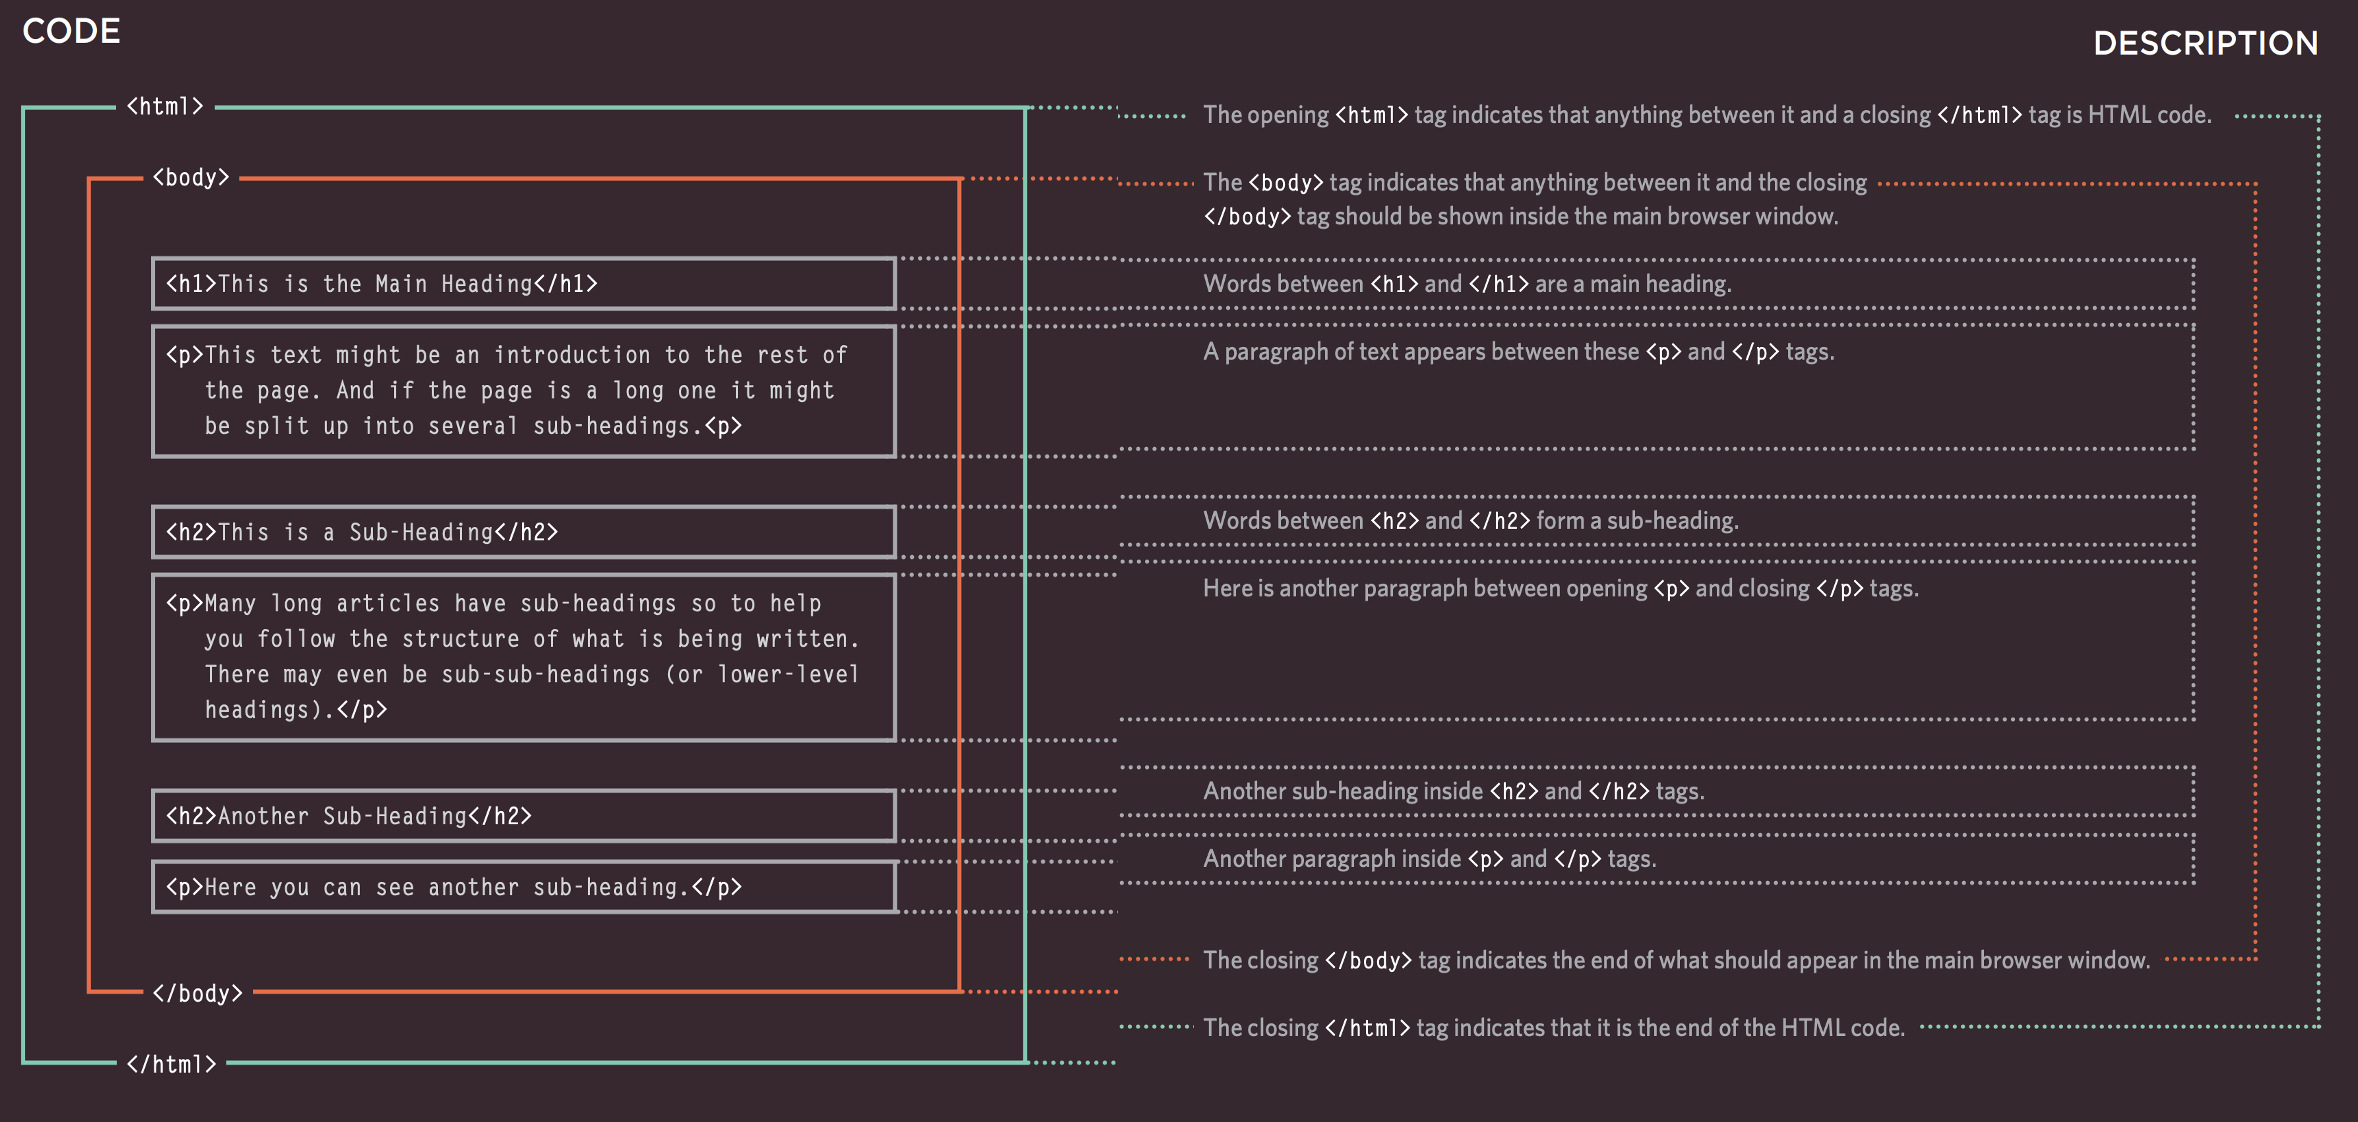 CODE
DESCRIPTION
<html>
The opening <html> tag indicates that anything between it and a closing </html> tag is HTML code.
<body>
The <body> tag indicates that anything between it and the closing
</body> tag should be shown inside the main browser window.
<h1>This is the Main Heading</h1>
Words between <h1> and </h1> are a main heading.
<p>This text might be an introduction to the rest of
the page. And if the page is a long one it might
be split up into several sub-headings.<p>
A paragraph of text appears between these <p> and </p> tags.
<h2>This is a Sub-Heading</h2>
Words between <h2> and </h2> form a sub-heading.
<p>Many long articles have sub-headings so to help
you follow the structure of what is being written.
There may even be sub-sub-headings (or lower-level
headings).</p>
Here is another paragraph between opening <p> and closing </p> tags.
<h2>Another Sub-Heading</h2>
Another sub-heading inside <h2> and </h2> tags.
<p>Here you can see another sub-heading.</p>
Another paragraph inside <p> and </p> tags.
</body>
The closing </body> tag indicates the end of what should appear in the main browser window.
</html>
The closing </html> tag indicates that it is the end of the HTML code.